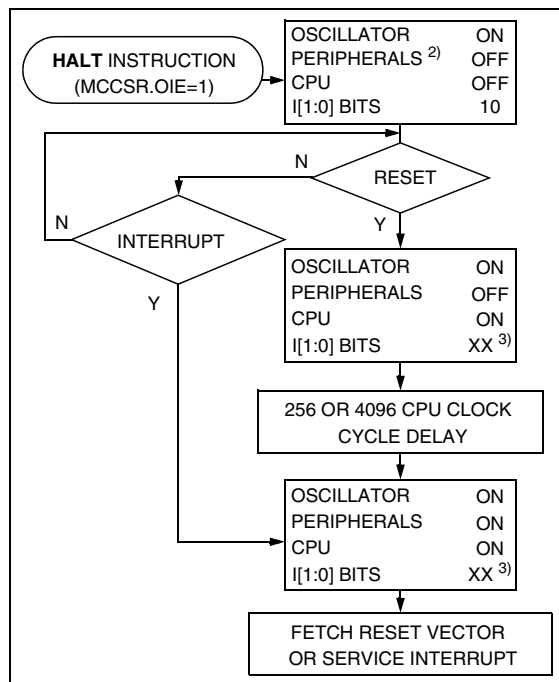 HALT INSTRUCTION
(MCCSR.OIE=1)
OSCILLATOR ON
PERIPHERALS 2) OFF
CPU OFF
I[1:0] BITS 10
N
RESET
Y
N
INTERRUPT
Y
OSCILLATOR ON
PERIPHERALS OFF
CPU ON
I[1:0] BITS XX 3)
256 OR 4096 CPU CLOCK
CYCLE DELAY
OSCILLATOR ON
PERIPHERALS ON
CPU ON
I[1:0] BITS XX 3)
FETCH RESET VECTOR
OR SERVICE INTERRUPT